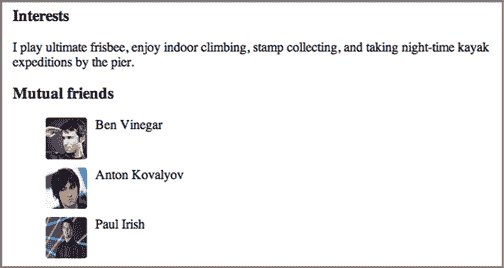 Interests
I play ultimate frisbee, enjoy indoor climbing, stamp collecting, and taking night-time kayak
expeditions by the pier.
Mutual friends
Ben Vinegar
Anton Kovalyov
Paul Irish